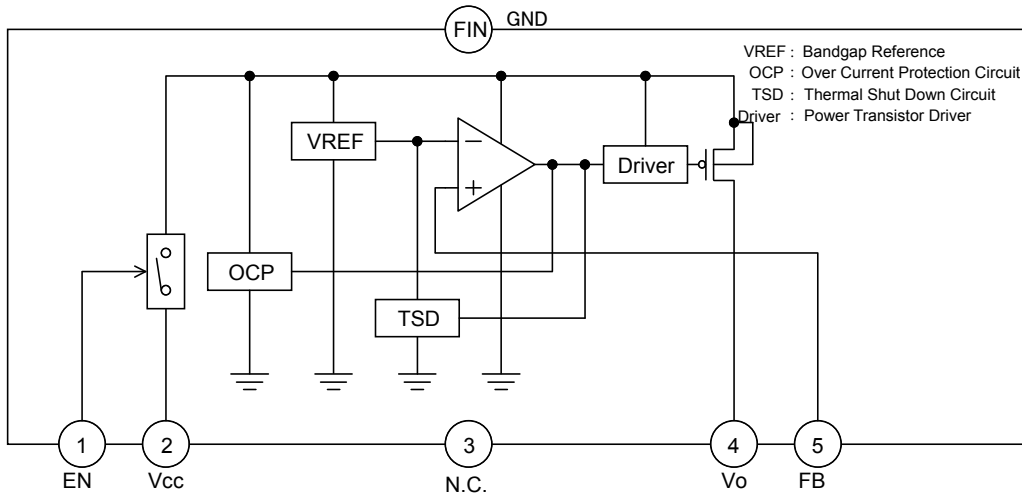 FIN GND
VREF : Bandgap Reference
OCP : Over Current Protection Circuit
TSD : Thermal Shut Down Circuit
Driver : Power Transistor Driver
VREF
−
+
Driver
OCP
TSD
1 2 3 4 5
EN Vcc N.C. Vo FB